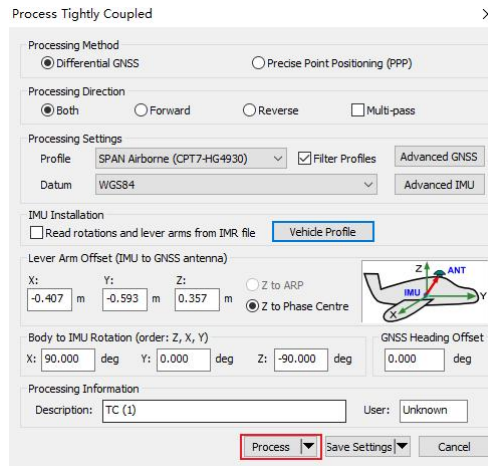 Process Tightly Coupled
Processing Method
Differential GNSS Precise Point Positioning (PPP)
Processing Direction
Both Forward Reverse Multi-pass
Processing Settings
Profile SPAN Airborne (CPT7-HG4930) Filter Profiles Advanced GNSS
Datum WGS84 Advanced IMU
IMU Installation
Read rotations and lever arms from IMR file Vehicle Profile
Lever Arm Offset (IMU to GNSS antenna)
X: Y: Z:
-0.407 m -0.593 m 0.357 m
Z to ARP
Z to Phase Centre
Z ANT
IMU Y
X
Body to IMU Rotation (order: Z, X, Y) GNSS Heading Offset
X: 90.000 deg Y: 0.000 deg Z: -90.000 deg 0.000 deg
Processing Information
Description: TC (1) User: Unknown
Process Save Settings Cancel